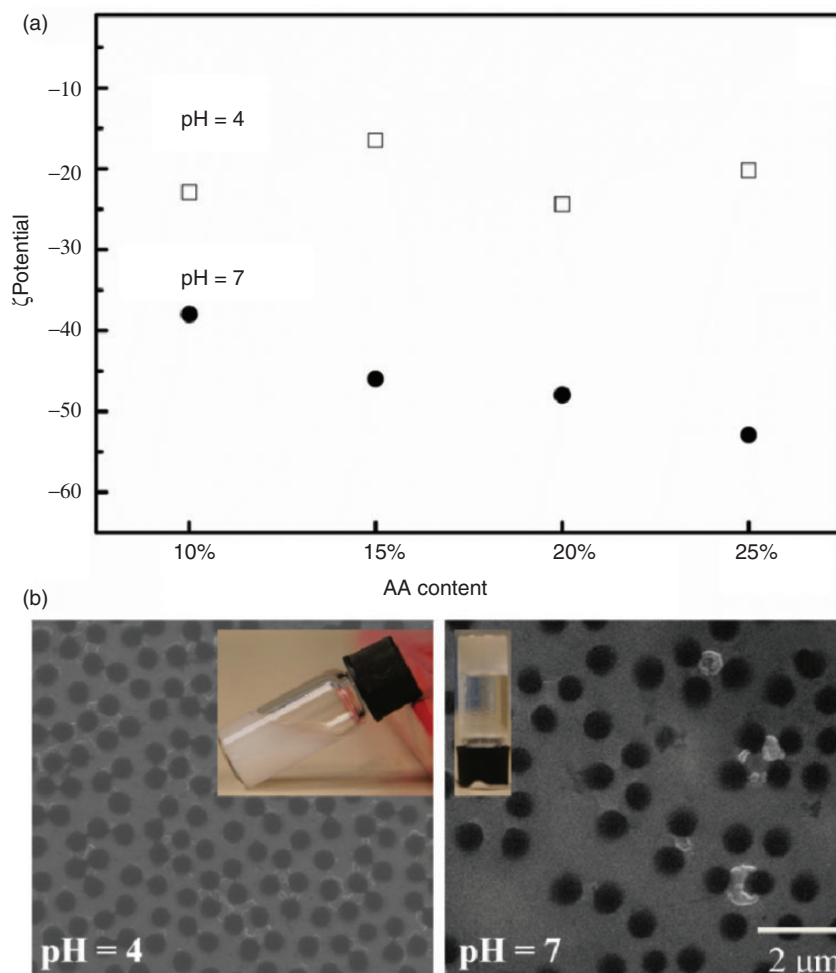 (a)
−10
−20
−30
−40
−50
−60
ζPotential
pH = 4
pH = 7
10% 15% 20% 25%
AA content
(b)
pH = 4
pH = 7
2 μm